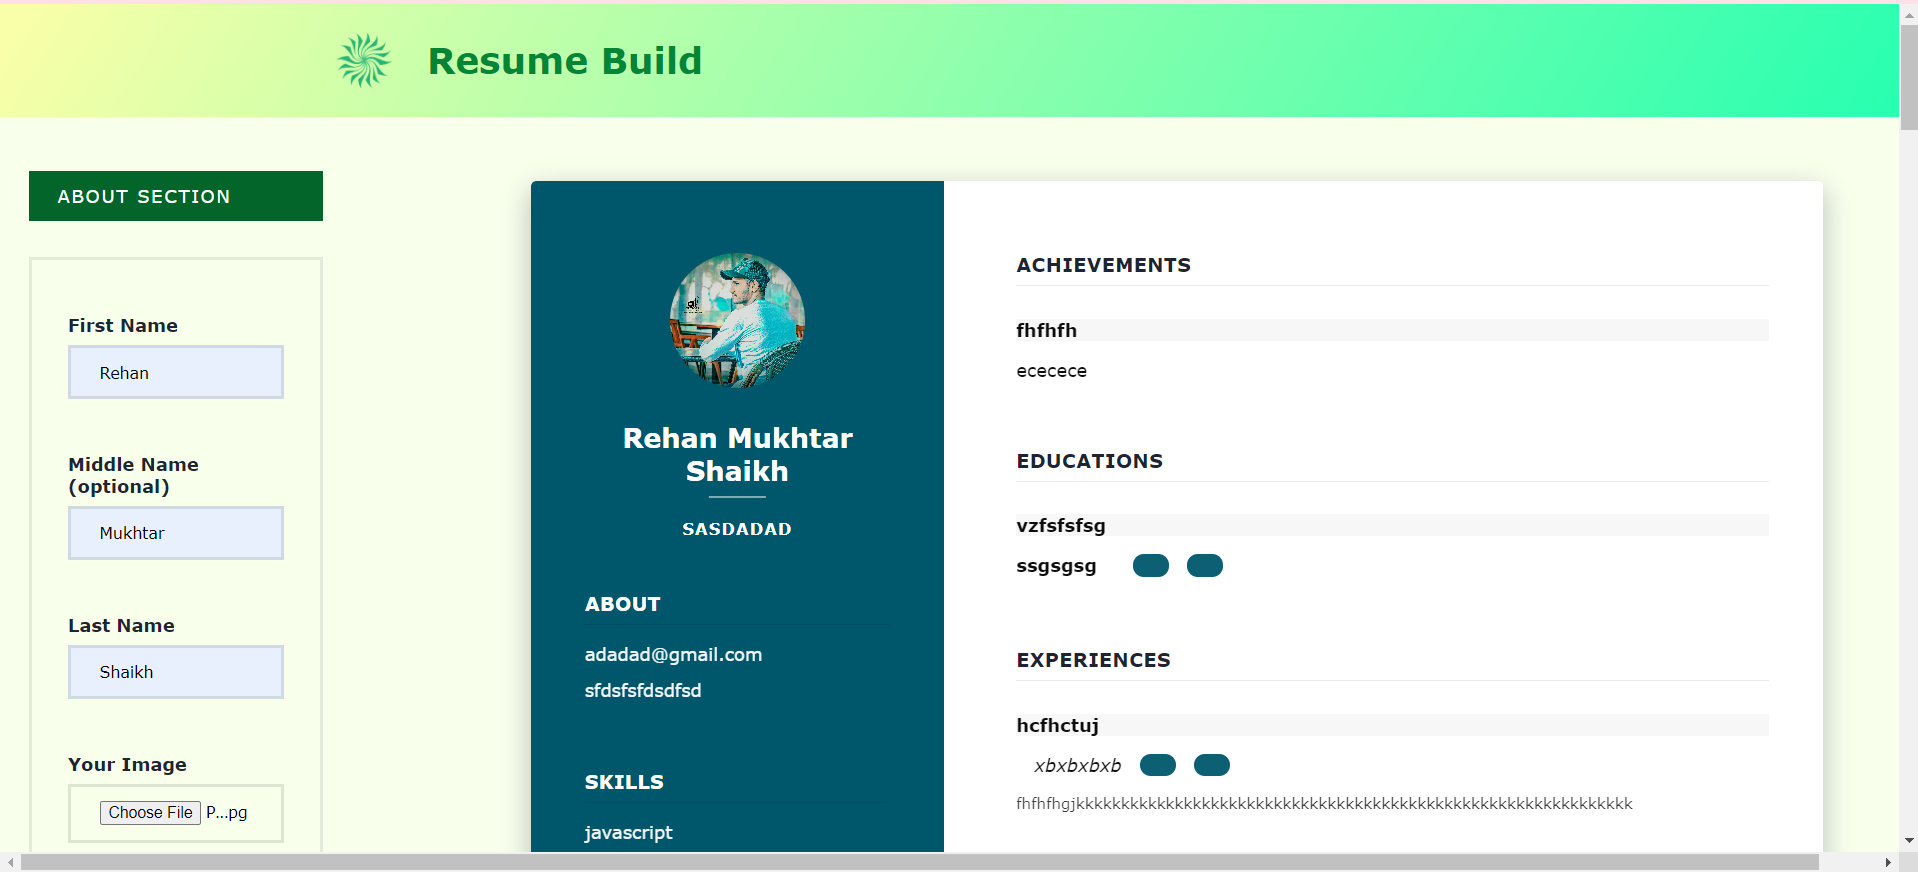 Resume Build
ABOUT SECTION
First Name
Rehan
Middle Name
(optional)
Mukhtar
Last Name
Shaikh
Your Image
Choose File P...pg
Rehan Mukhtar
Shaikh
SASDADAD
ABOUT
adadad@gmail.com
sfdsfsfdsdfsd
SKILLS
javascript
ACHIEVEMENTS
fhfhfh
ececece
EDUCATIONS
vzfsfsfsg
ssgsgsg
EXPERIENCES
hcfhctuj
xbxbxbxb
fhfhfhgjkkkkkkkkkkkkkkkkkkkkkkkkkkkkkkkkkkkkkkkkkkkkkkkkkkkkkkkkkkkkkk